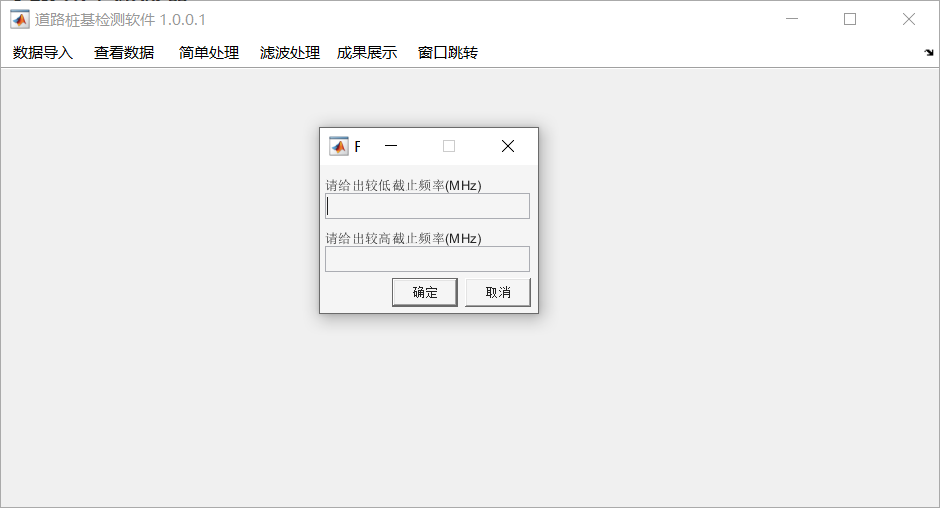 道路桩基检测软件 1.0.0.1
数据导入 查看数据 简单处理 滤波处理 成果展示 窗口跳转
F
请给出较低截止频率(MHz)
请给出较高截止频率(MHz)
确定 取消